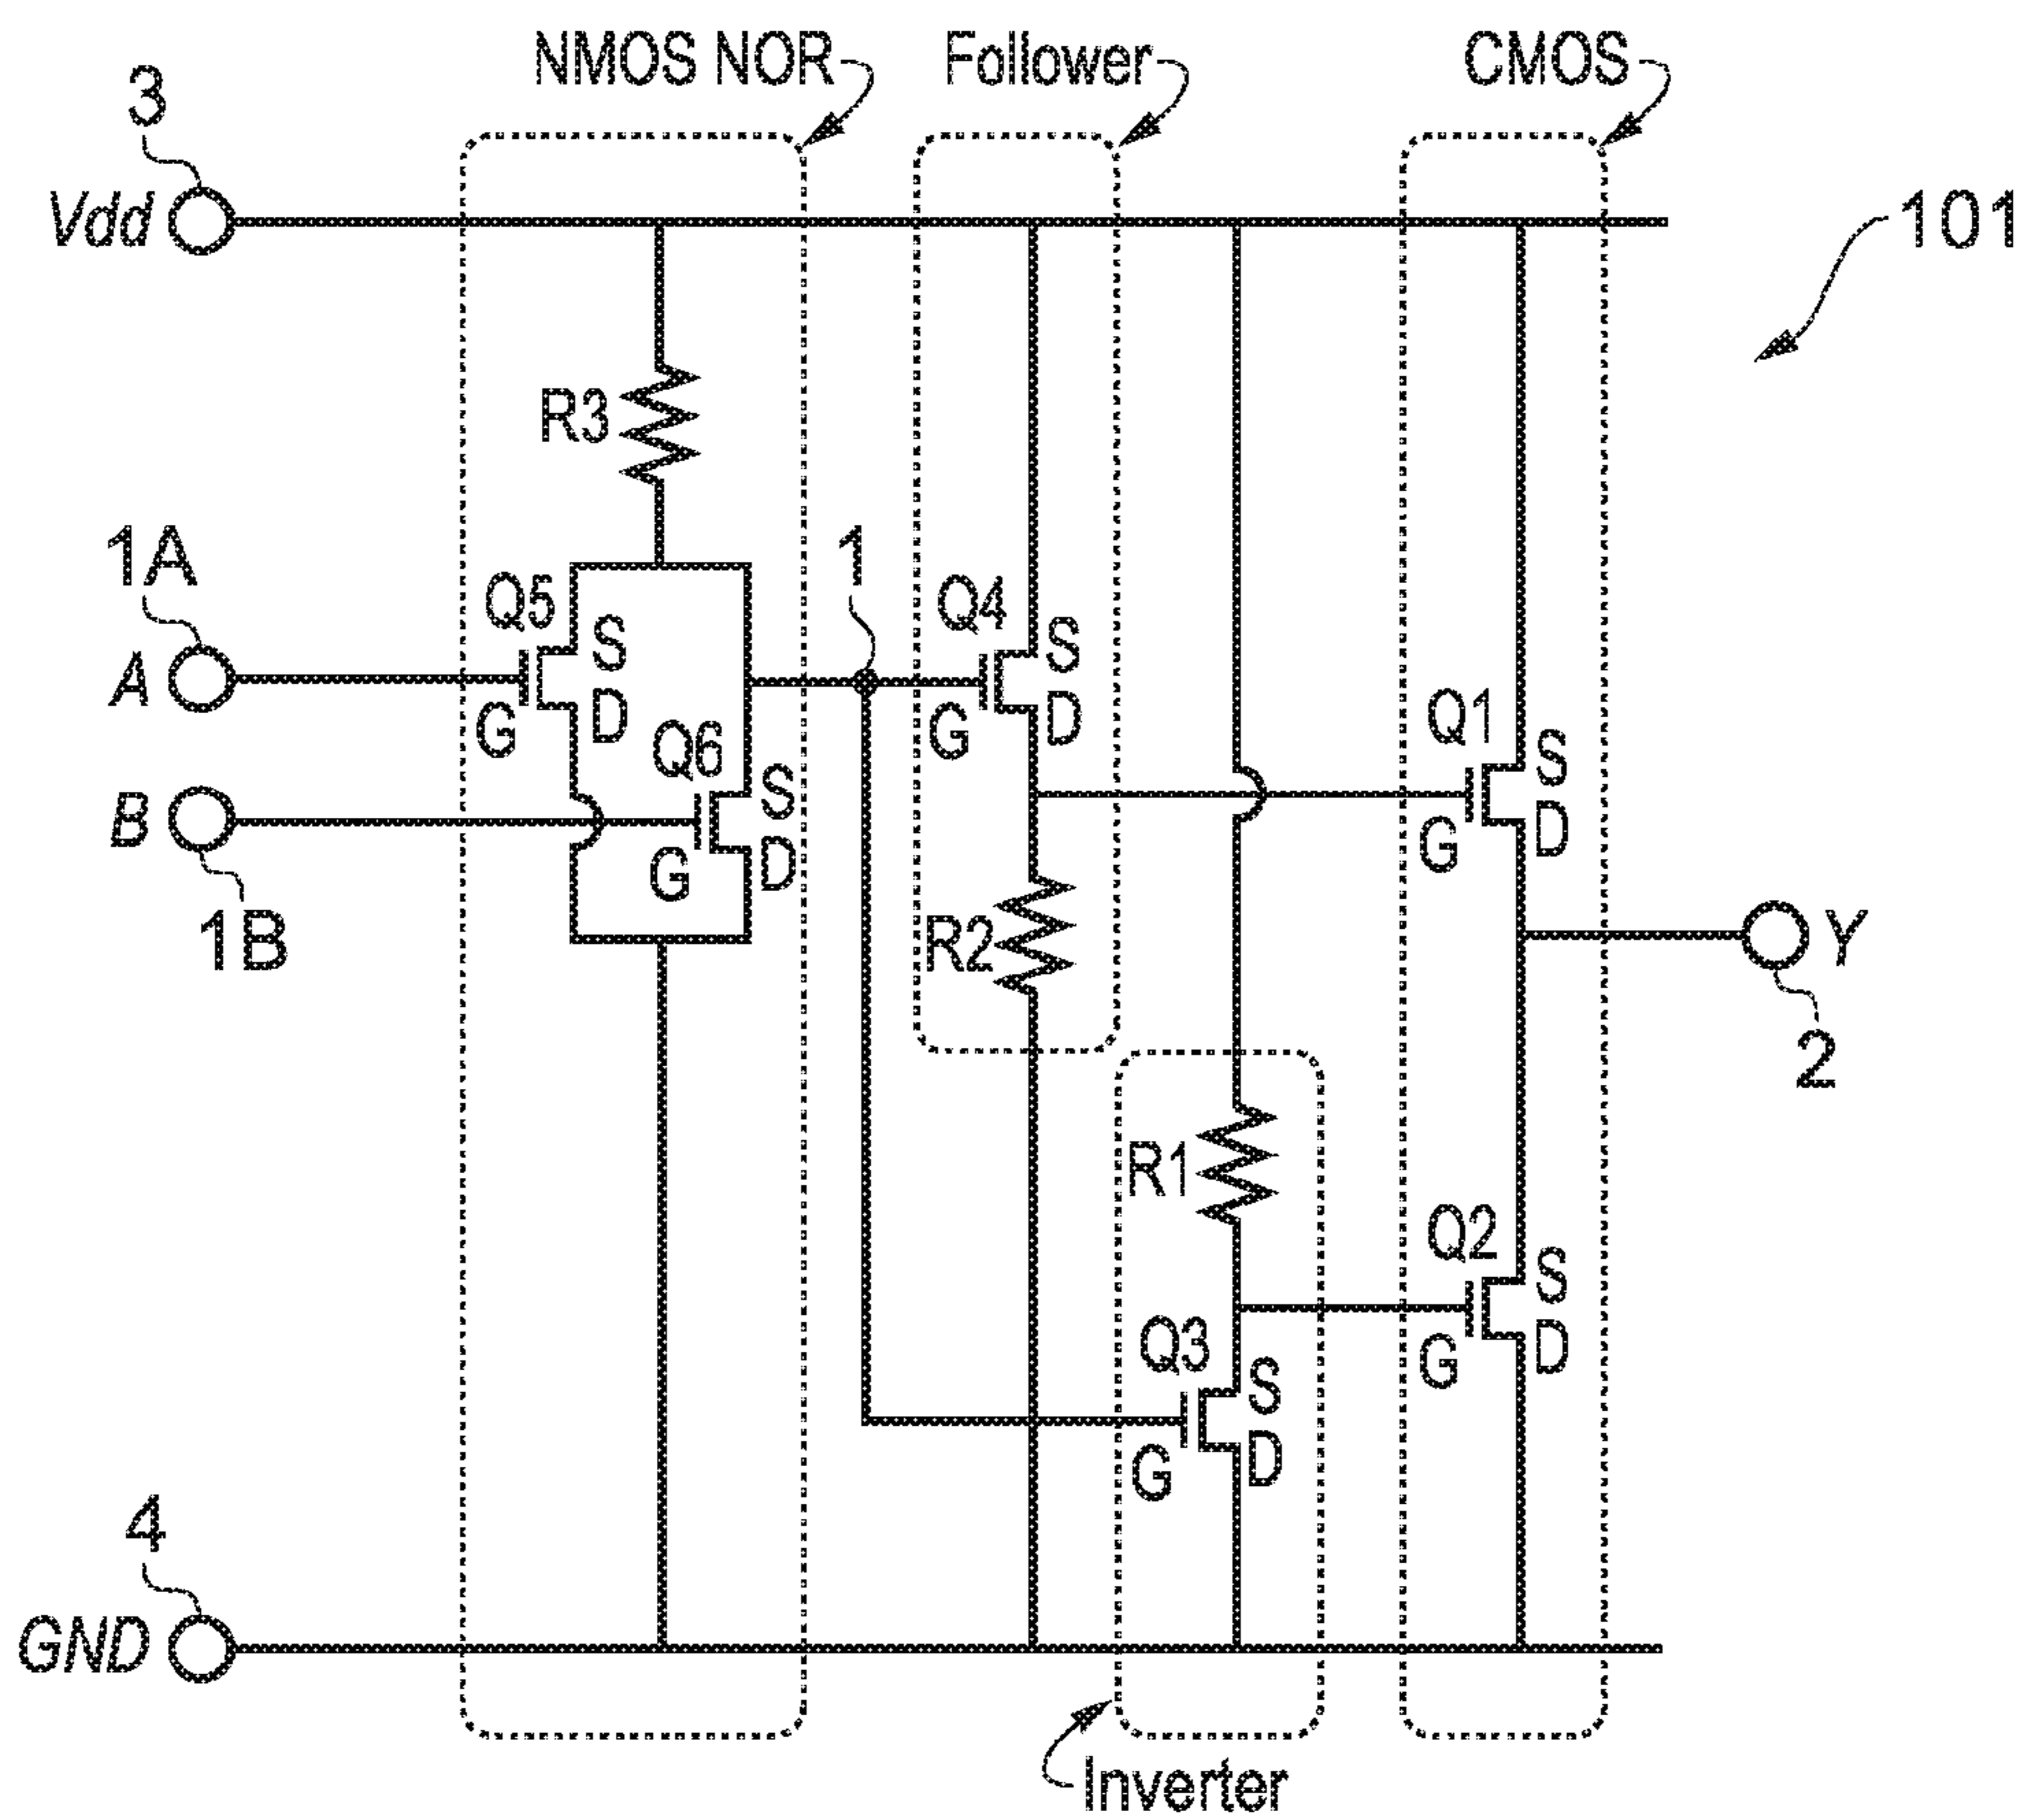 NMOS NOR
Follower
CMOS
3
Vdd
101
R3
1A
1
Q5
Q4
S
S
A
G
D
G
D
Q1
Q6
S
S
B
G
D
G
D
1B
R2
Y
2
R1
Q2
S
Q3
S
G
D
G
D
4
GND
Inverter